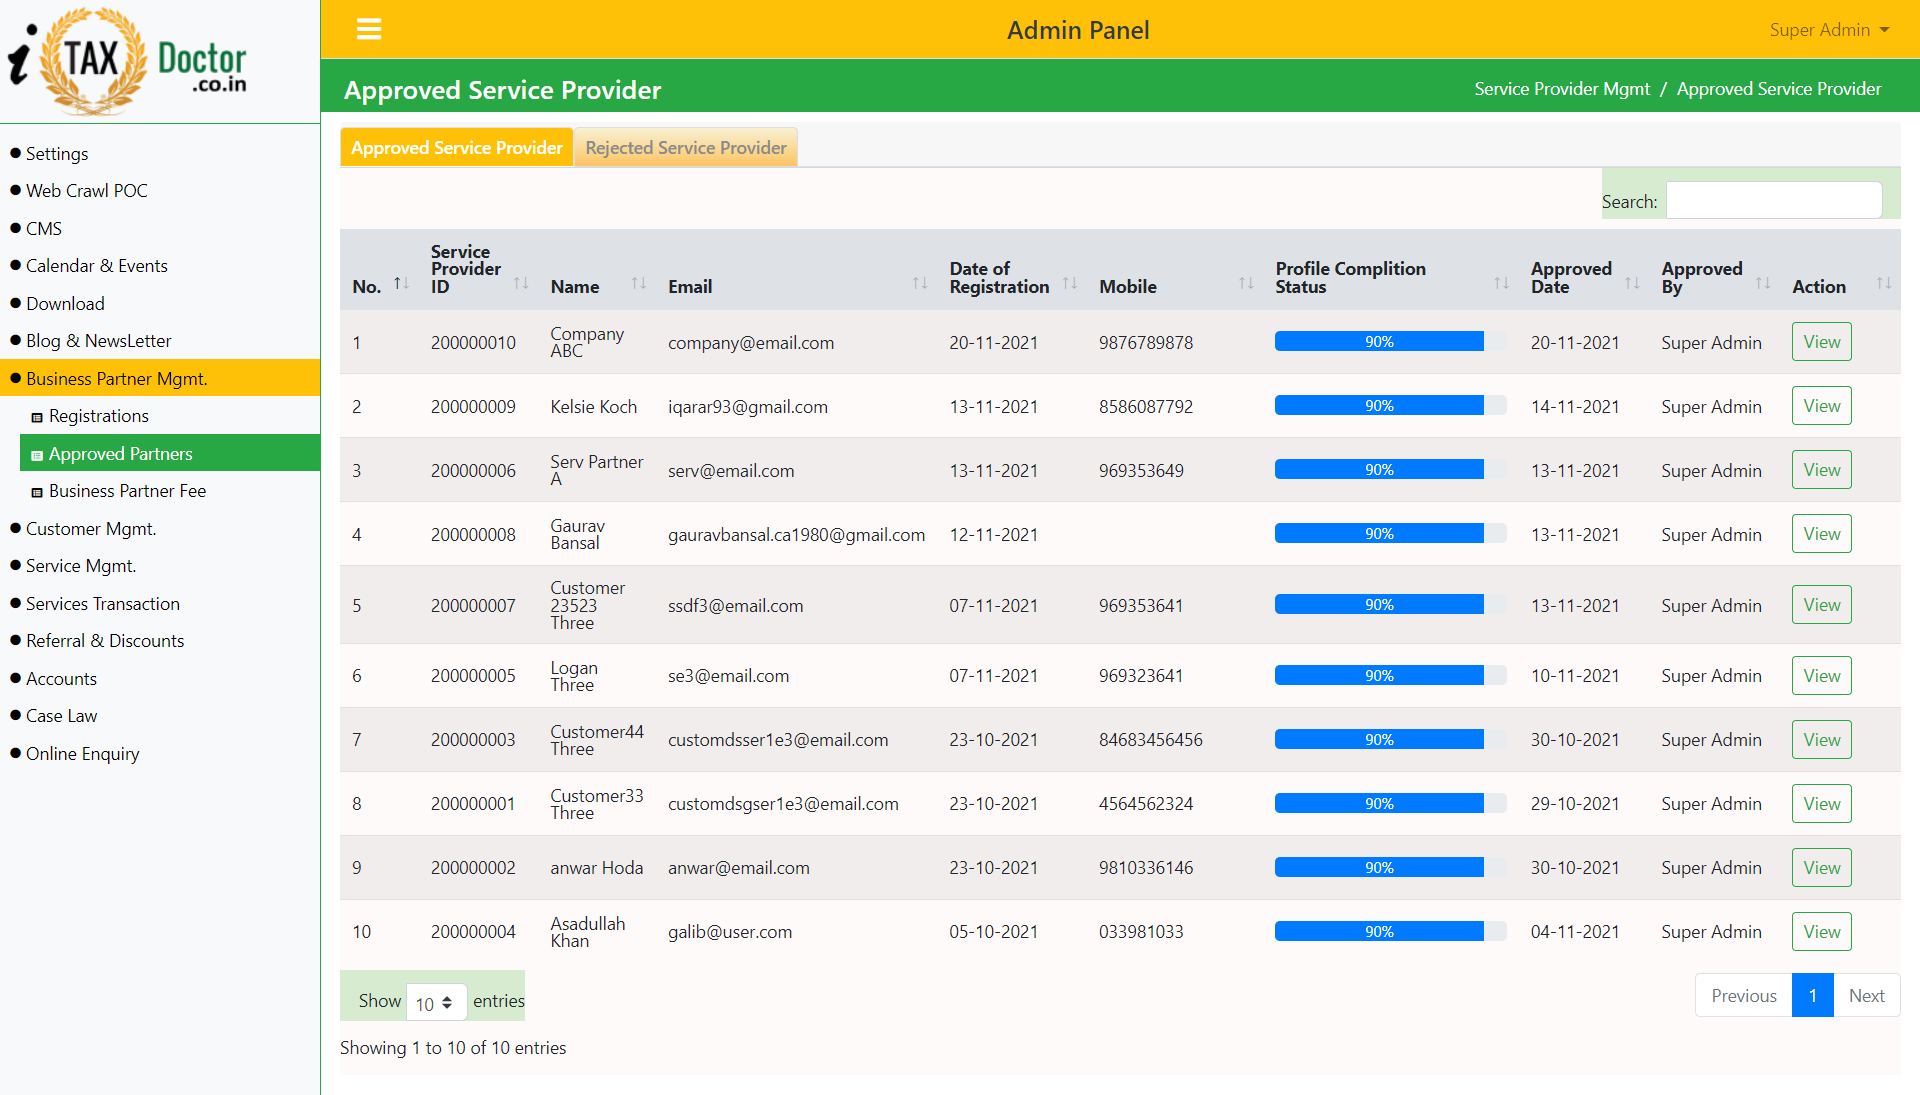 i TAX Doctor
.co.in
Admin Panel
Super Admin
Approved Service Provider
Service Provider Mgmt / Approved Service Provider
Settings
Web Crawl POC
CMS
Calendar & Events
Download
Blog & NewsLetter
Business Partner Mgmt.
Registrations
Approved Partners
Business Partner Fee
Customer Mgmt.
Service Mgmt.
Services Transaction
Referral & Discounts
Accounts
Case Law
Online Enquiry
Approved Service Provider Rejected Service Provider
Search:
No. Service Provider ID Name Email Date of Registration Mobile Profile Complition Status Approved Date Approved By Action
1 200000010 Company ABC company@email.com 20-11-2021 9876789878 90% 20-11-2021 Super Admin View
2 200000009 Kelsie Koch iqarar93@gmail.com 13-11-2021 8586087792 90% 14-11-2021 Super Admin View
3 200000006 Serv Partner A serv@email.com 13-11-2021 969353649 90% 13-11-2021 Super Admin View
4 200000008 Gaurav Bansal gauravbansal.ca1980@gmail.com 12-11-2021 90% 13-11-2021 Super Admin View
5 200000007 Customer 23523 Three ssdf3@email.com 07-11-2021 969353641 90% 13-11-2021 Super Admin View
6 200000005 Logan Three se3@email.com 07-11-2021 969323641 90% 10-11-2021 Super Admin View
7 200000003 Customer44 Three customdsser1e3@email.com 23-10-2021 84683456456 90% 30-10-2021 Super Admin View
8 200000001 Customer33 Three customdsgser1e3@email.com 23-10-2021 4564562324 90% 29-10-2021 Super Admin View
9 200000002 anwar Hoda anwar@email.com 23-10-2021 9810336146 90% 30-10-2021 Super Admin View
10 200000004 Asadullah Khan galib@user.com 05-10-2021 033981033 90% 04-11-2021 Super Admin View
Show 10 entries
Previous 1 Next
Showing 1 to 10 of 10 entries